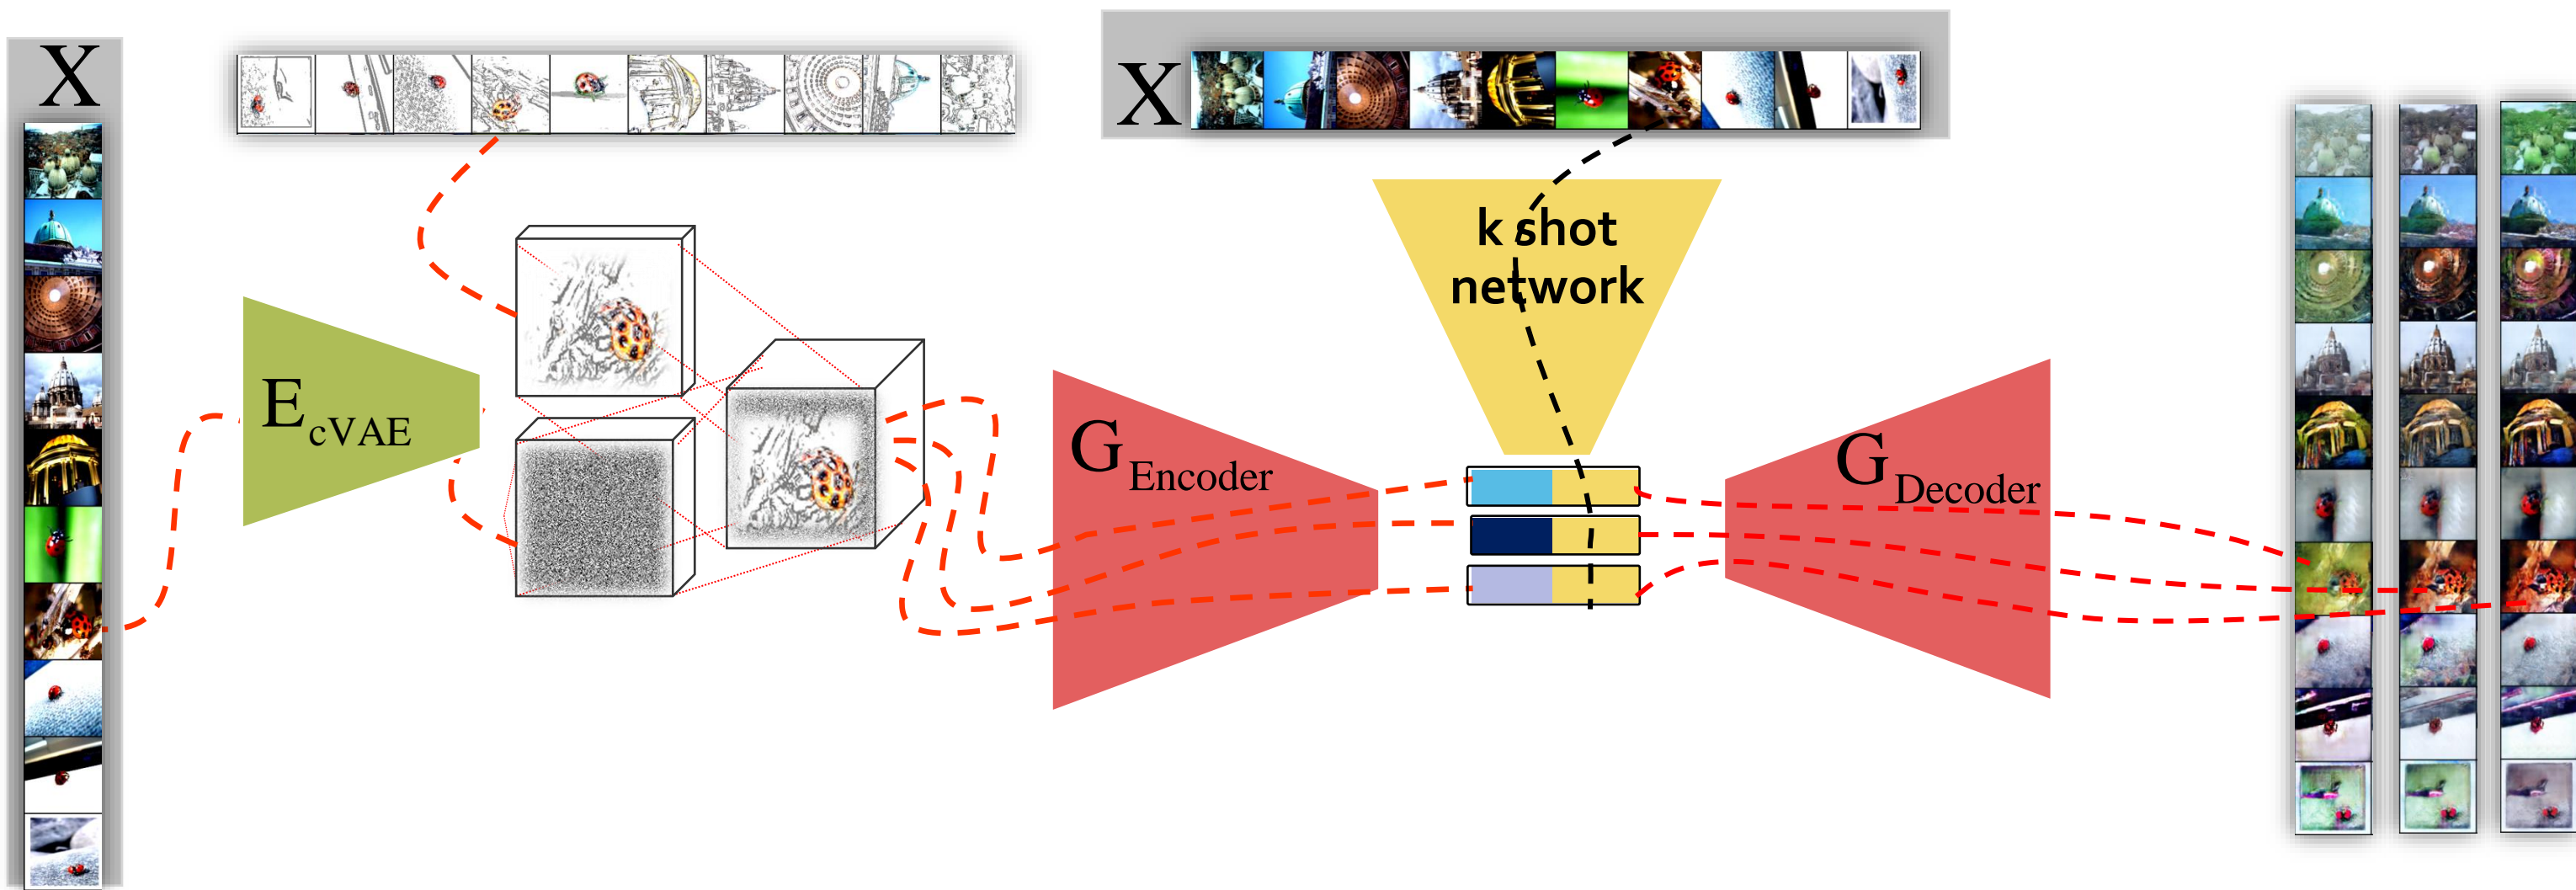 X
X
k shot
network
E cVAE
G Encoder
G Decoder